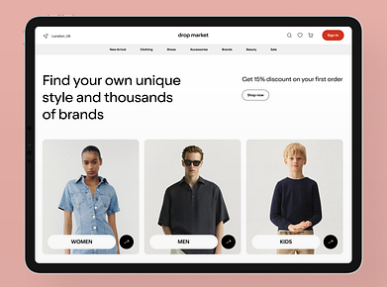 London, UK
drop market
Sign in
New Arrival Clothing Shoes Accessories Brands Beauty Sale
Find your own unique
style and thousands
of brands
Get 15% discount on your first order
Shop now
WOMEN
MEN
KIDS